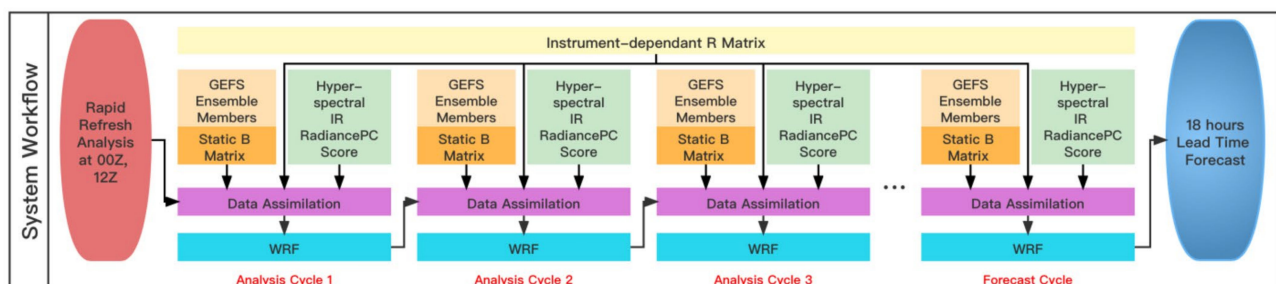 System Workflow
Rapid
Refresh
Analysis
at 00Z,
12Z
Instrument-dependant R Matrix
GEFS
Ensemble
Members
Static B
Matrix
Hyper-
spectral
IR
RadiancePC
Score
Data Assimilation
WRF
Analysis Cycle 1
GEFS
Ensemble
Members
Static B
Matrix
Hyper-
spectral
IR
RadiancePC
Score
Data Assimilation
WRF
Analysis Cycle 2
GEFS
Ensemble
Members
Static B
Matrix
Hyper-
spectral
IR
RadiancePC
Score
Data Assimilation
WRF
Analysis Cycle 3
...
GEFS
Ensemble
Members
Static B
Matrix
Hyper-
spectral
IR
RadiancePC
Score
Data Assimilation
WRF
Forecast Cycle
18 hours
Lead Time
Forecast